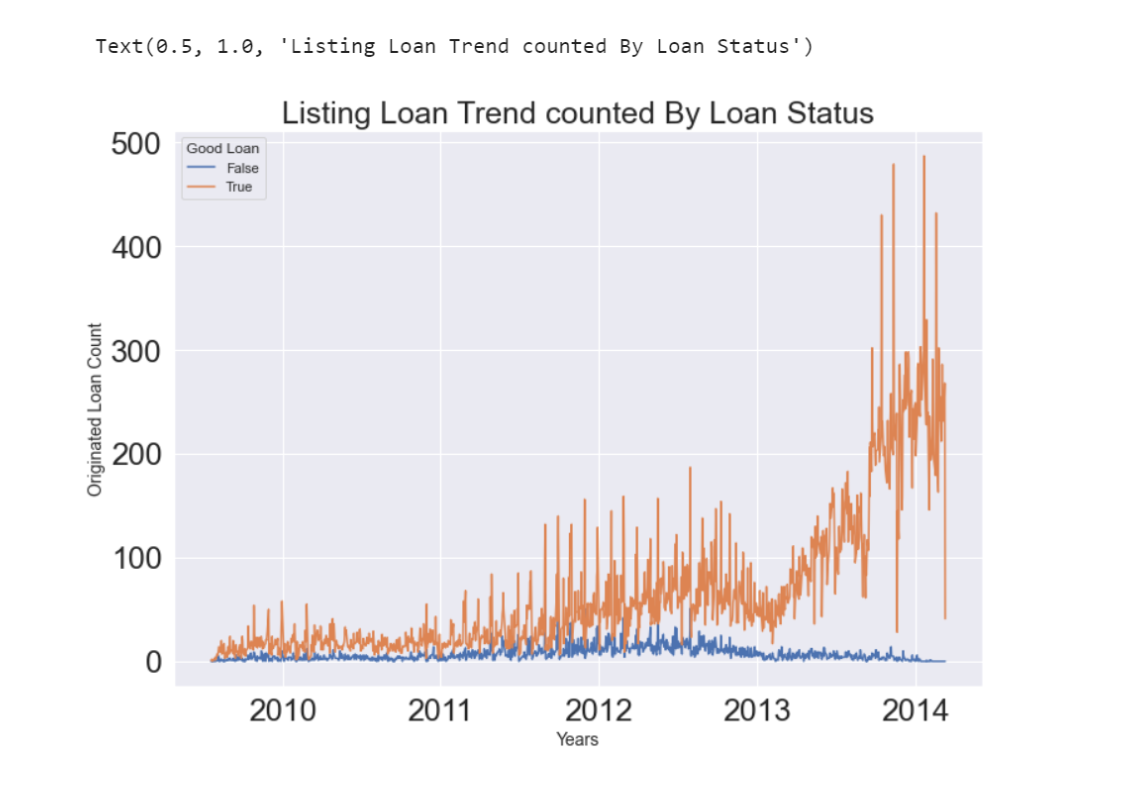 Text(0.5, 1.0, 'Listing Loan Trend counted By Loan Status')
Listing Loan Trend counted By Loan Status
Good Loan
False
True
500
400
300
200
100
0
Originated Loan Count
2010 2011 2012 2013 2014
Years